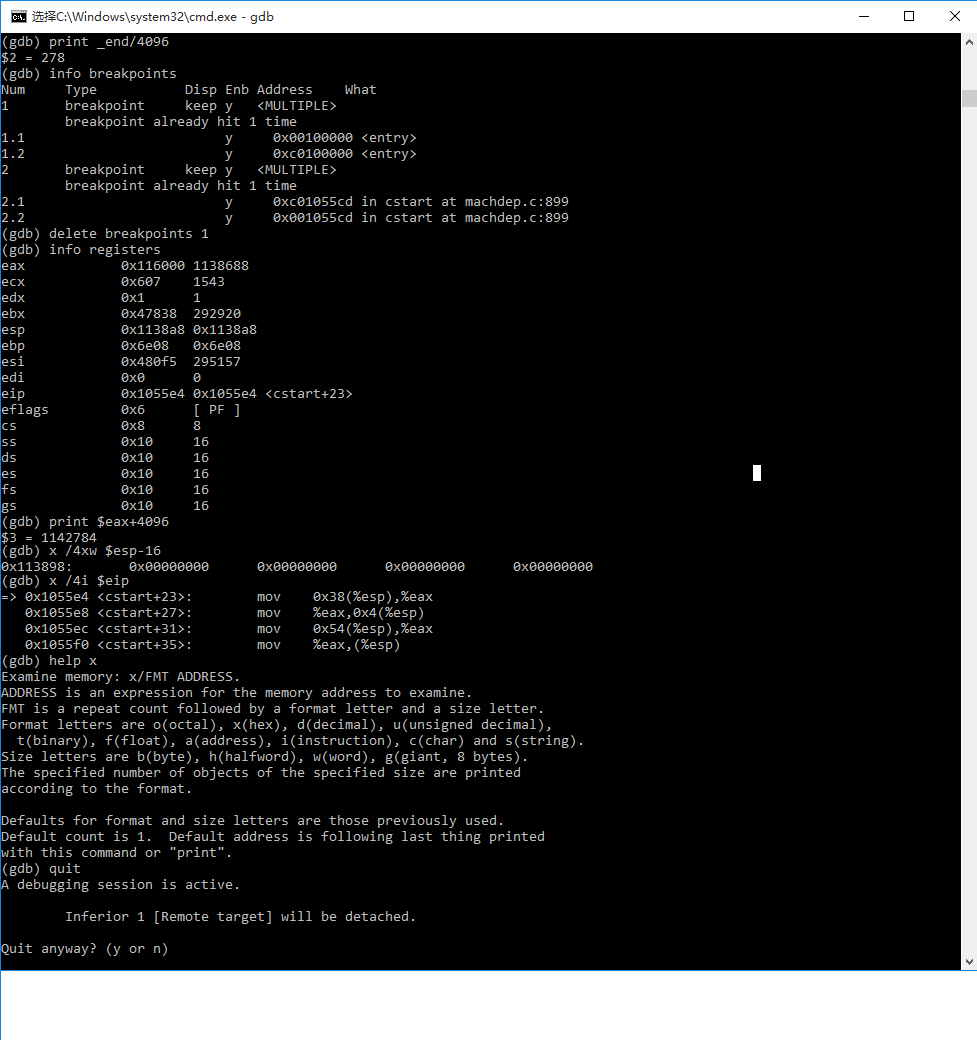 选择C:\Windows\system32\cmd.exe - gdb
(gdb) print _end/4096
$2 = 278
(gdb) info breakpoints
Num     Type           Disp Enb Address    What
1       breakpoint     keep y   <MULTIPLE>
        breakpoint already hit 1 time
1.1                         y     0x00100000 <entry>
1.2                         y     0xc0100000 <entry>
2       breakpoint     keep y   <MULTIPLE>
        breakpoint already hit 1 time
2.1                         y     0xc01055cd in cstart at machdep.c:899
2.2                         y     0x001055cd in cstart at machdep.c:899
(gdb) delete breakpoints 1
(gdb) info registers
eax            0x116000 1138688
ecx            0x607    1543
edx            0x1      1
ebx            0x47838  292920
esp            0x1138a8 0x1138a8
ebp            0x6e08   0x6e08
esi            0x480f5  295157
edi            0x0      0
eip            0x1055e4 0x1055e4 <cstart+23>
eflags         0x6      [ PF ]
cs             0x8      8
ss             0x10     16
ds             0x10     16
es             0x10     16
fs             0x10     16
gs             0x10     16
(gdb) print $eax+4096
$3 = 1142784
(gdb) x /4xw $esp-16
0x113898:       0x00000000      0x00000000      0x00000000      0x00000000
(gdb) x /4i $eip
=> 0x1055e4 <cstart+23>:        mov    0x38(%esp),%eax
   0x1055e8 <cstart+27>:        mov    %eax,0x4(%esp)
   0x1055ec <cstart+31>:        mov    0x54(%esp),%eax
   0x1055f0 <cstart+35>:        mov    %eax,(%esp)
(gdb) help x
Examine memory: x/FMT ADDRESS.
ADDRESS is an expression for the memory address to examine.
FMT is a repeat count followed by a format letter and a size letter.
Format letters are o(octal), x(hex), d(decimal), u(unsigned decimal),
  t(binary), f(float), a(address), i(instruction), c(char) and s(string).
Size letters are b(byte), h(halfword), w(word), g(giant, 8 bytes).
The specified number of objects of the specified size are printed
according to the format.
Defaults for format and size letters are those previously used.
Default count is 1.  Default address is following last thing printed
with this command or "print".
(gdb) quit
A debugging session is active.
        Inferior 1 [Remote target] will be detached.
Quit anyway? (y or n)